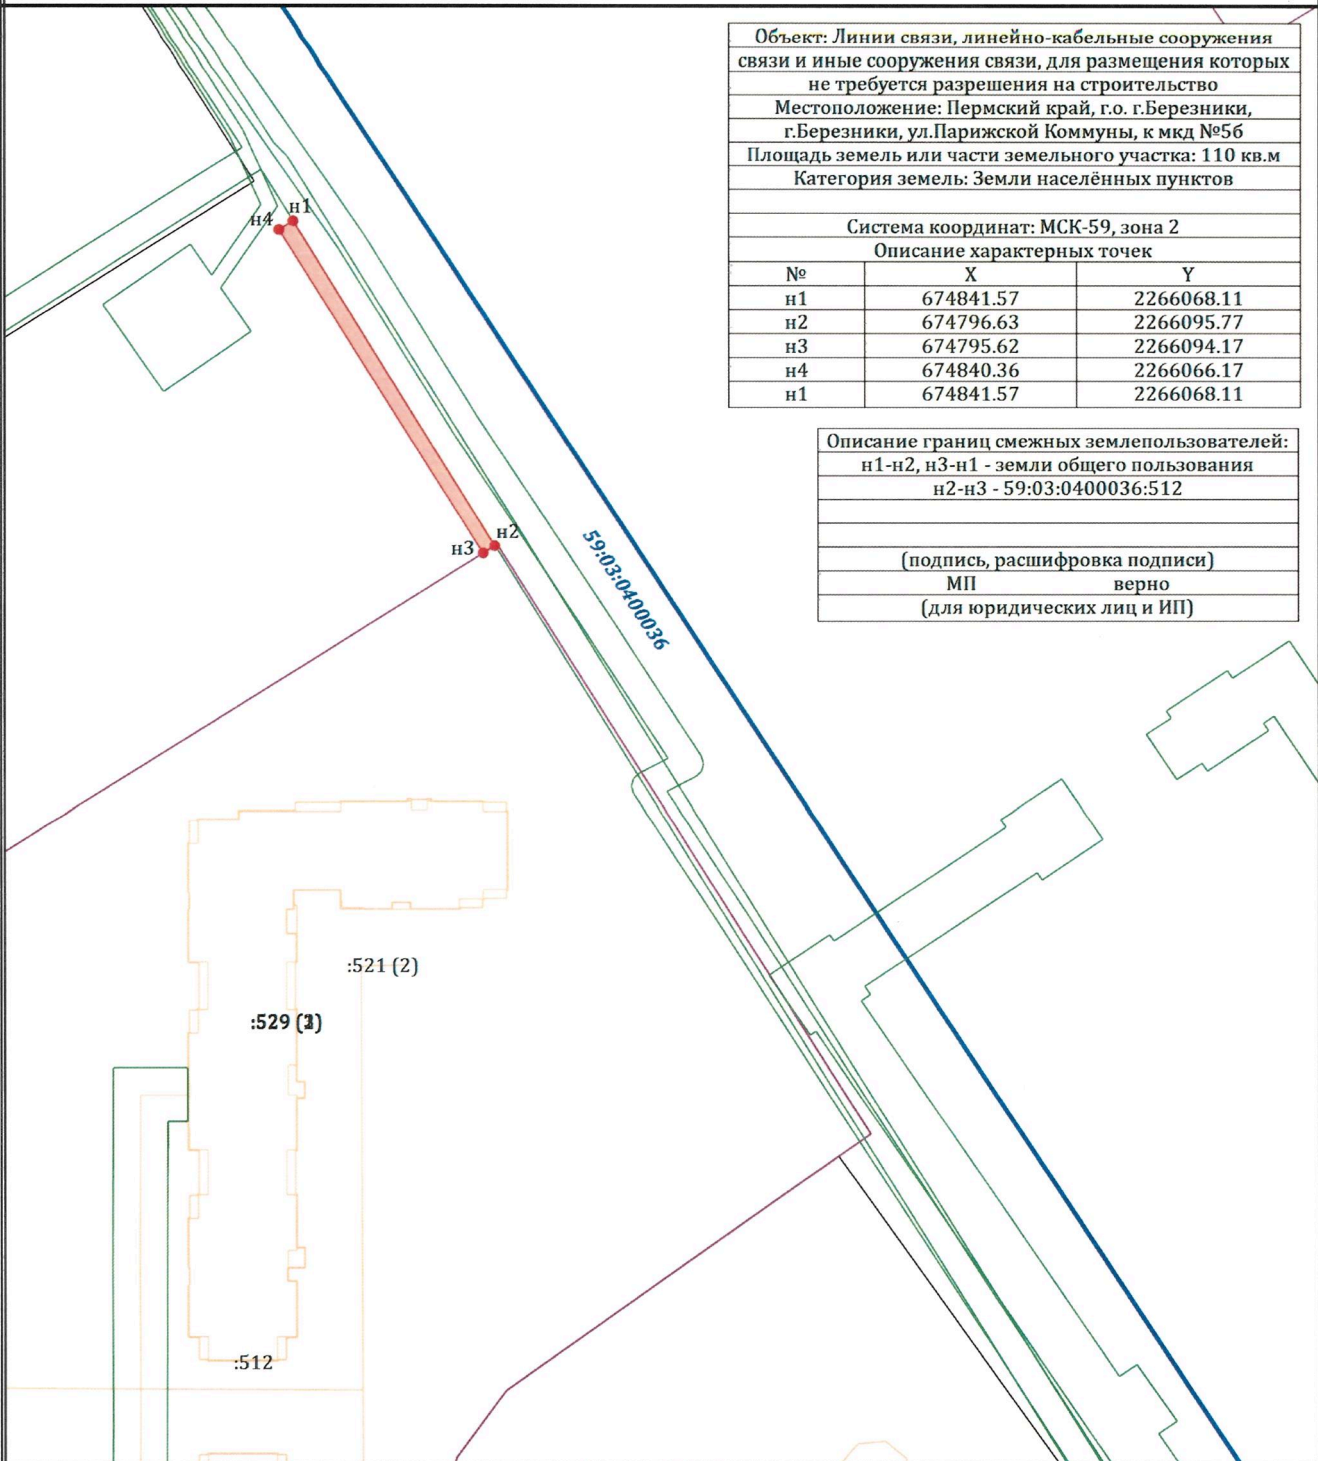 Объект: Линии связи, линейно-кабельные сооружения
связи и иные сооружения связи, для размещения которых
не требуется разрешения на строительство
Местоположение: Пермский край, г.о. г.Березники,
г.Березники, ул.Парижской Коммуны, к мкд №5б
Площадь земель или части земельного участка: 110 кв.м
Категория земель: Земли населённых пунктов
Система координат: МСК-59, зона 2
Описание характерных точек
№ X Y
н1 674841.57 2266068.11
н2 674796.63 2266095.77
н3 674795.62 2266094.17
н4 674840.36 2266066.17
н1 674841.57 2266068.11
Описание границ смежных землепользователей:
н1-н2, н3-н1 - земли общего пользования
н2-н3 - 59:03:0400036:512
(подпись, расшифровка подписи)
МП верно
(для юридических лиц и ИП)
н4
н1
н2
н3
59:03:0400036
:521 (2)
:529
:512